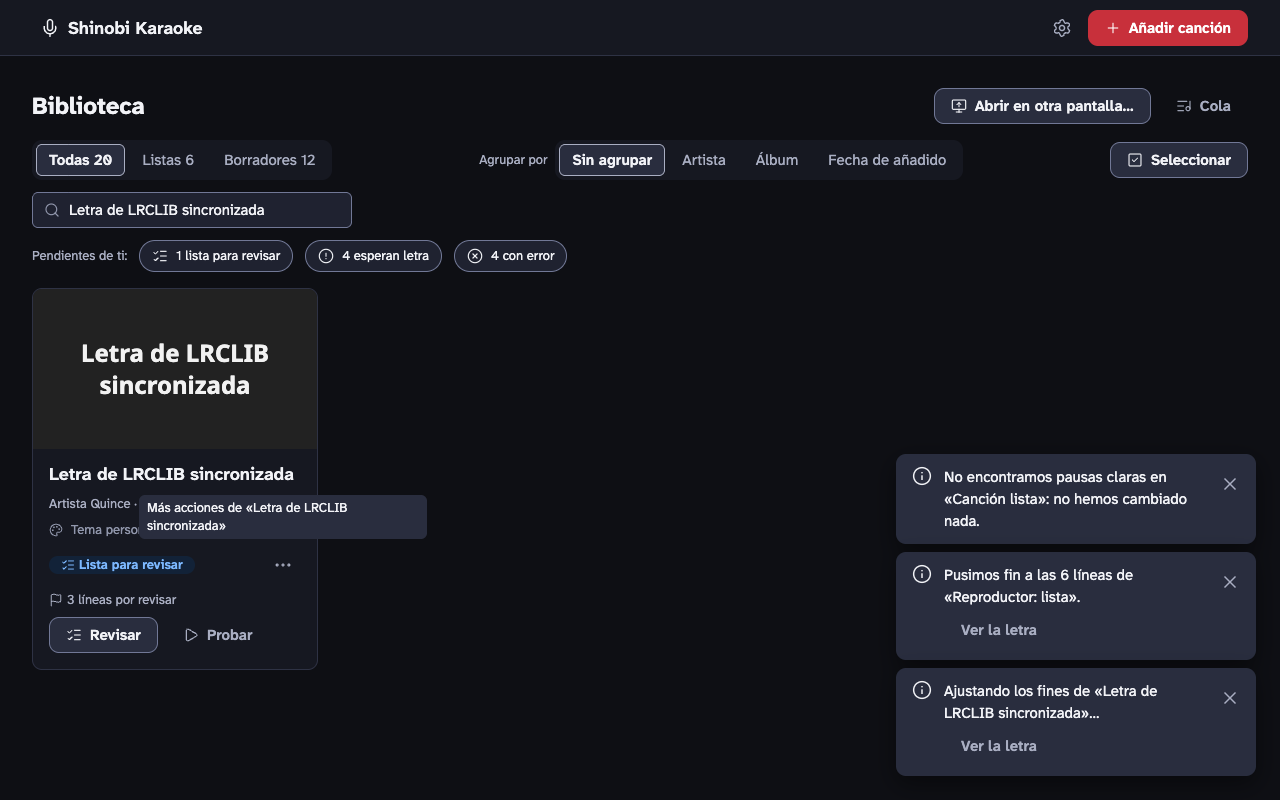 Shinobi Karaoke
Añadir canción
Biblioteca
Abrir en otra pantalla...
Cola
Todas 20
Listas 6
Borradores 12
Agrupar por
Sin agrupar
Artista
Álbum
Fecha de añadido
Seleccionar
Letra de LRCLIB sincronizada
Pendientes de ti:
1 lista para revisar
4 esperan letra
4 con error
Letra de LRCLIB
sincronizada
Letra de LRCLIB sincronizada
Artista Quince ·
Más acciones de «Letra de LRCLIB
sincronizada»
Tema
Lista para revisar
3 líneas por revisar
Revisar
Probar
No encontramos pausas claras en
«Canción lista»: no hemos cambiado
nada.
Pusimos fin a las 6 líneas de
«Reproductor: lista».
Ver la letra
Ajustando los fines de «Letra de
LRCLIB sincronizada»...
Ver la letra